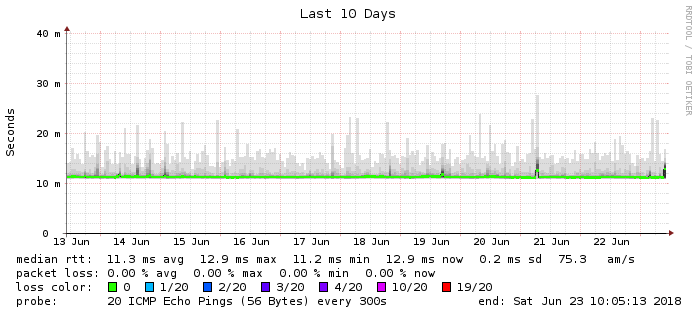 Last 10 Days
RRDTOOL / TOBI OETIKER
Seconds
40 m
30 m
20 m
10 m
0
13 Jun 14 Jun 15 Jun 16 Jun 17 Jun 18 Jun 19 Jun 20 Jun 21 Jun 22 Jun
median rtt: 11.3 ms avg 12.9 ms max 11.2 ms min 12.9 ms now 0.2 ms sd 75.3 am/s
packet loss: 0.00 % avg 0.00 % max 0.00 % min 0.00 % now
loss color: 0 1/20 2/20 3/20 4/20 10/20 19/20
probe: 20 ICMP Echo Pings (56 Bytes) every 300s end: Sat Jun 23 10:05:13 2018